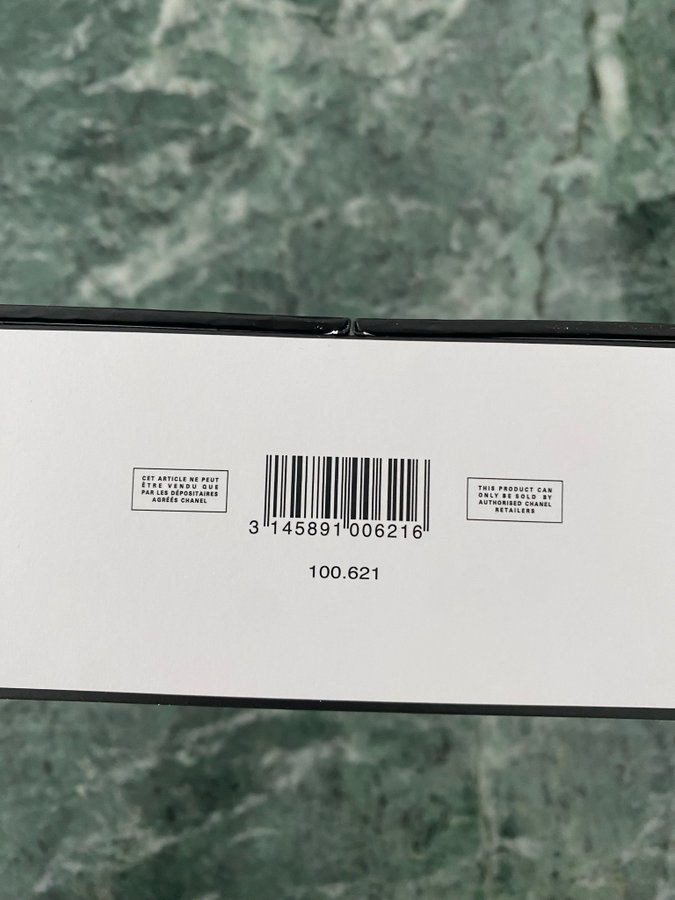 CET ARTICLE NE PEUT
ÊTRE VENDU QUE
PAR LES DÉPOSITAIRES
AGRÉÉS CHANEL
3 145891 006216
100.621
THIS PRODUCT CAN
ONLY BE SOLD BY
AUTHORISED CHANEL
RETAILERS